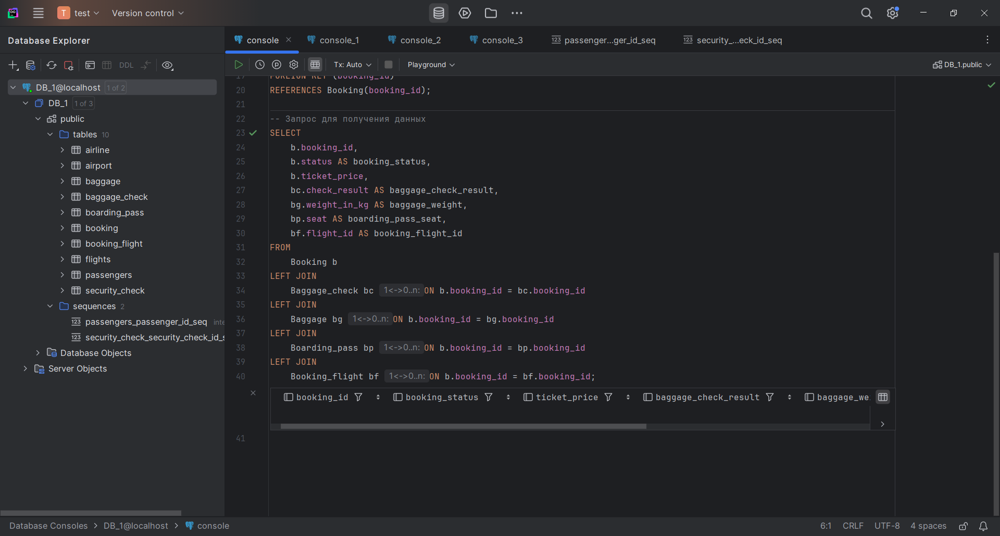 T test Version control
Database Explorer
console console_1 console_2 console_3 passenger...ger_id_seq security_...eck_id_seq
DDL
Tx: Auto Playground DB_1.public
DB_1@localhost 1 of 2
DB_1 1 of 3
public
tables 10
airline
airport
baggage
baggage_check
boarding_pass
booking
booking_flight
flights
passengers
security_check
sequences 2
passengers_passenger_id_seq inte
security_check_security_check_id_s
Database Objects
Server Objects
19 FOREIGN KEY (booking_id)
20 REFERENCES Booking(booking_id);
21
22 -- Запрос для получения данных
23 SELECT
24 b.booking_id,
25 b.status AS booking_status,
26 b.ticket_price,
27 bc.check_result AS baggage_check_result,
28 bg.weight_in_kg AS baggage_weight,
29 bp.seat AS boarding_pass_seat,
30 bf.flight_id AS booking_flight_id
31 FROM
32 Booking b
33 LEFT JOIN
34 Baggage_check bc 1<->0..n: ON b.booking_id = bc.booking_id
35 LEFT JOIN
36 Baggage bg 1<->0..n: ON b.booking_id = bg.booking_id
37 LEFT JOIN
38 Boarding_pass bp 1<->0..n: ON b.booking_id = bp.booking_id
39 LEFT JOIN
40 Booking_flight bf 1<->0..n: ON b.booking_id = bf.booking_id;
booking_id booking_status ticket_price baggage_check_result baggage_we
41
Database Consoles > DB_1@localhost > console 6:1 CRLF UTF-8 4 spaces